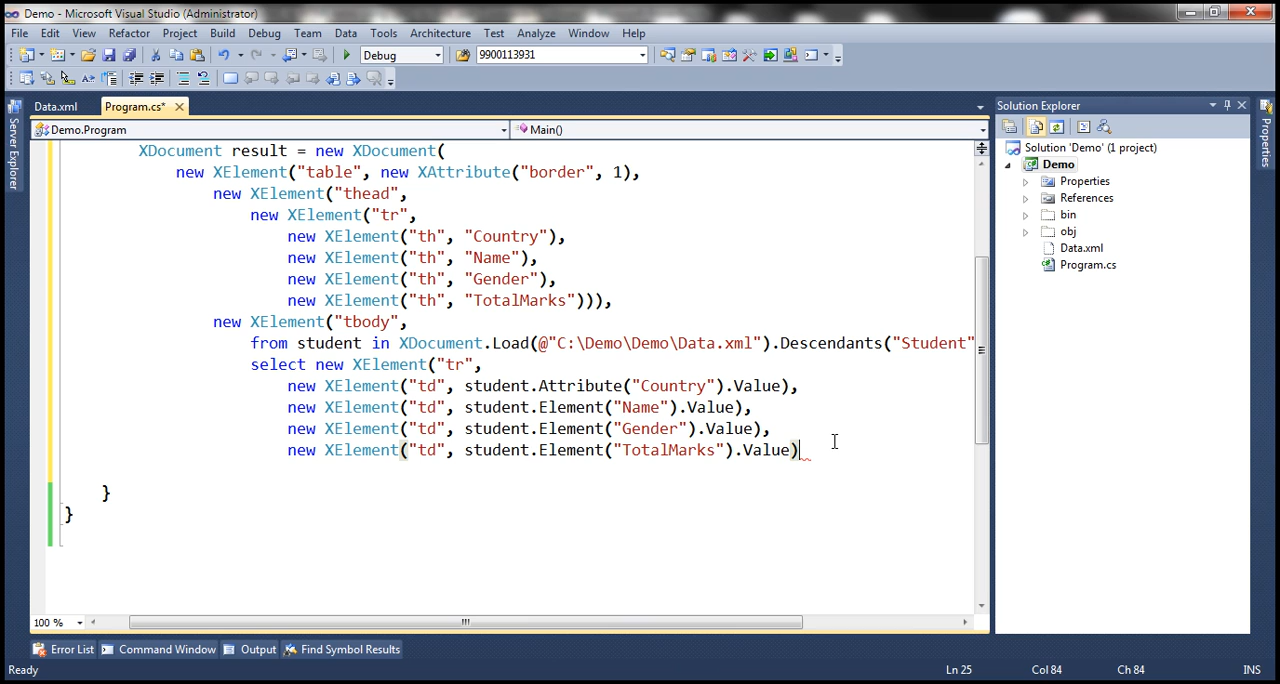 Demo - Microsoft Visual Studio (Administrator)
File Edit View Refactor Project Build Debug Team Data Tools Architecture Test Analyze Window Help
Debug 9900113931
Data.xml Program.cs* Solution Explorer
Demo.Program Main()
XDocument result = new XDocument(
new XElement("table", new XAttribute("border", 1),
new XElement("thead",
new XElement("tr",
new XElement("th", "Country"),
new XElement("th", "Name"),
new XElement("th", "Gender"),
new XElement("th", "TotalMarks"))),
new XElement("tbody",
from student in XDocument.Load(@"C:\Demo\Demo\Data.xml").Descendants("Student"
select new XElement("tr",
new XElement("td", student.Attribute("Country").Value),
new XElement("td", student.Element("Name").Value),
new XElement("td", student.Element("Gender").Value),
new XElement("td", student.Element("TotalMarks").Value)
}
}
Server Explorer
Solution 'Demo' (1 project)
Demo
Properties
References
bin
obj
Data.xml
Program.cs
Properties
100 %
Error List Command Window Output Find Symbol Results
Ready Ln 25 Col 84 Ch 84 INS